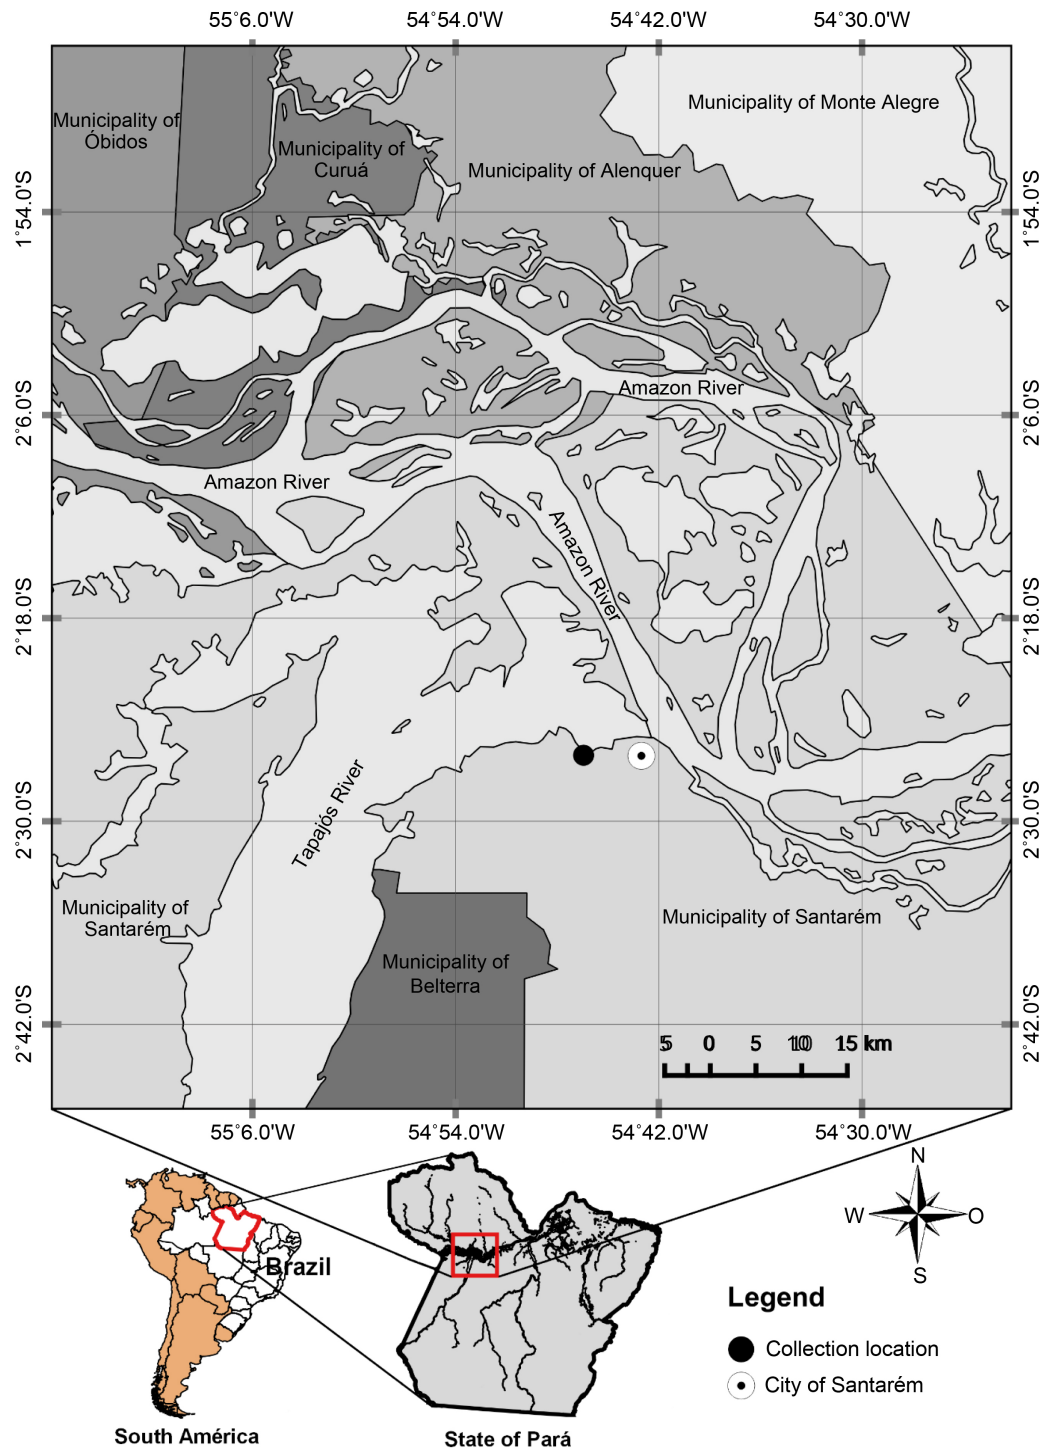 55°6.0'W 54°54.0'W 54°42.0'W 54°30.0'W
Municipality of Monte Alegre
Municipality of
Óbidos
Municipality of
Curuá
Municipality of Alenquer
1°54.0'S
1°54.0'S
Amazon River
2°6.0'S
2°6.0'S
Amazon River
Amazon River
2°18.0'S
2°18.0'S
Tapajós River
2°30.0'S
2°30.0'S
Municipality of
Santarém
Municipality of Santarém
Municipality of
Belterra
2°42.0'S
2°42.0'S
5 0 5 10 15 km
55°6.0'W 54°54.0'W 54°42.0'W 54°30.0'W
N
W O
S
Brazil
Legend
Collection location
City of Santarém
South América
State of Pará